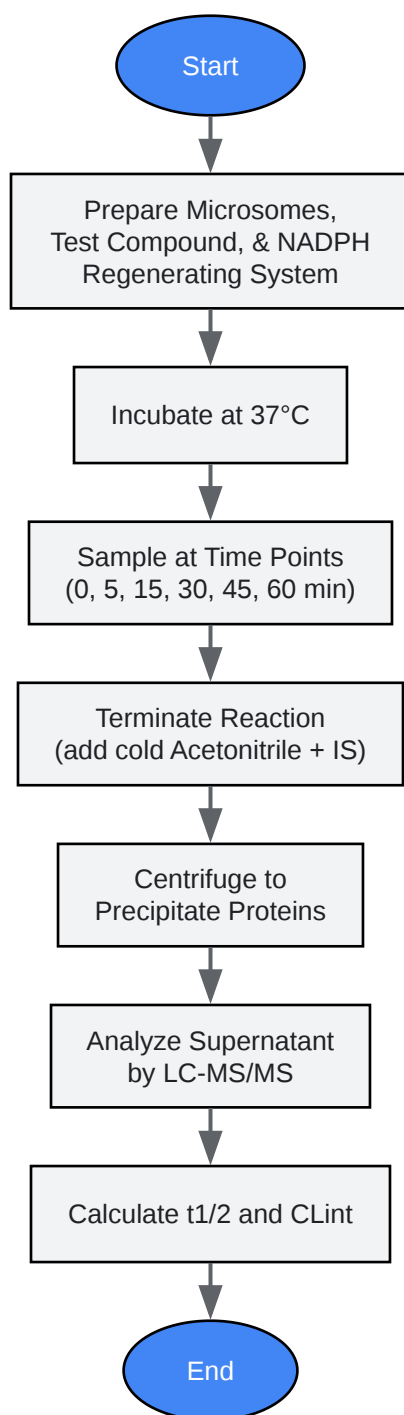 Start
Prepare Microsomes,
Test Compound, & NADPH
Regenerating System
Incubate at 37°C
Sample at Time Points
(0, 5, 15, 30, 45, 60 min)
Terminate Reaction
(add cold Acetonitrile + IS)
Centrifuge to
Precipitate Proteins
Analyze Supernatant
by LC-MS/MS
Calculate t1/2 and CLint
End